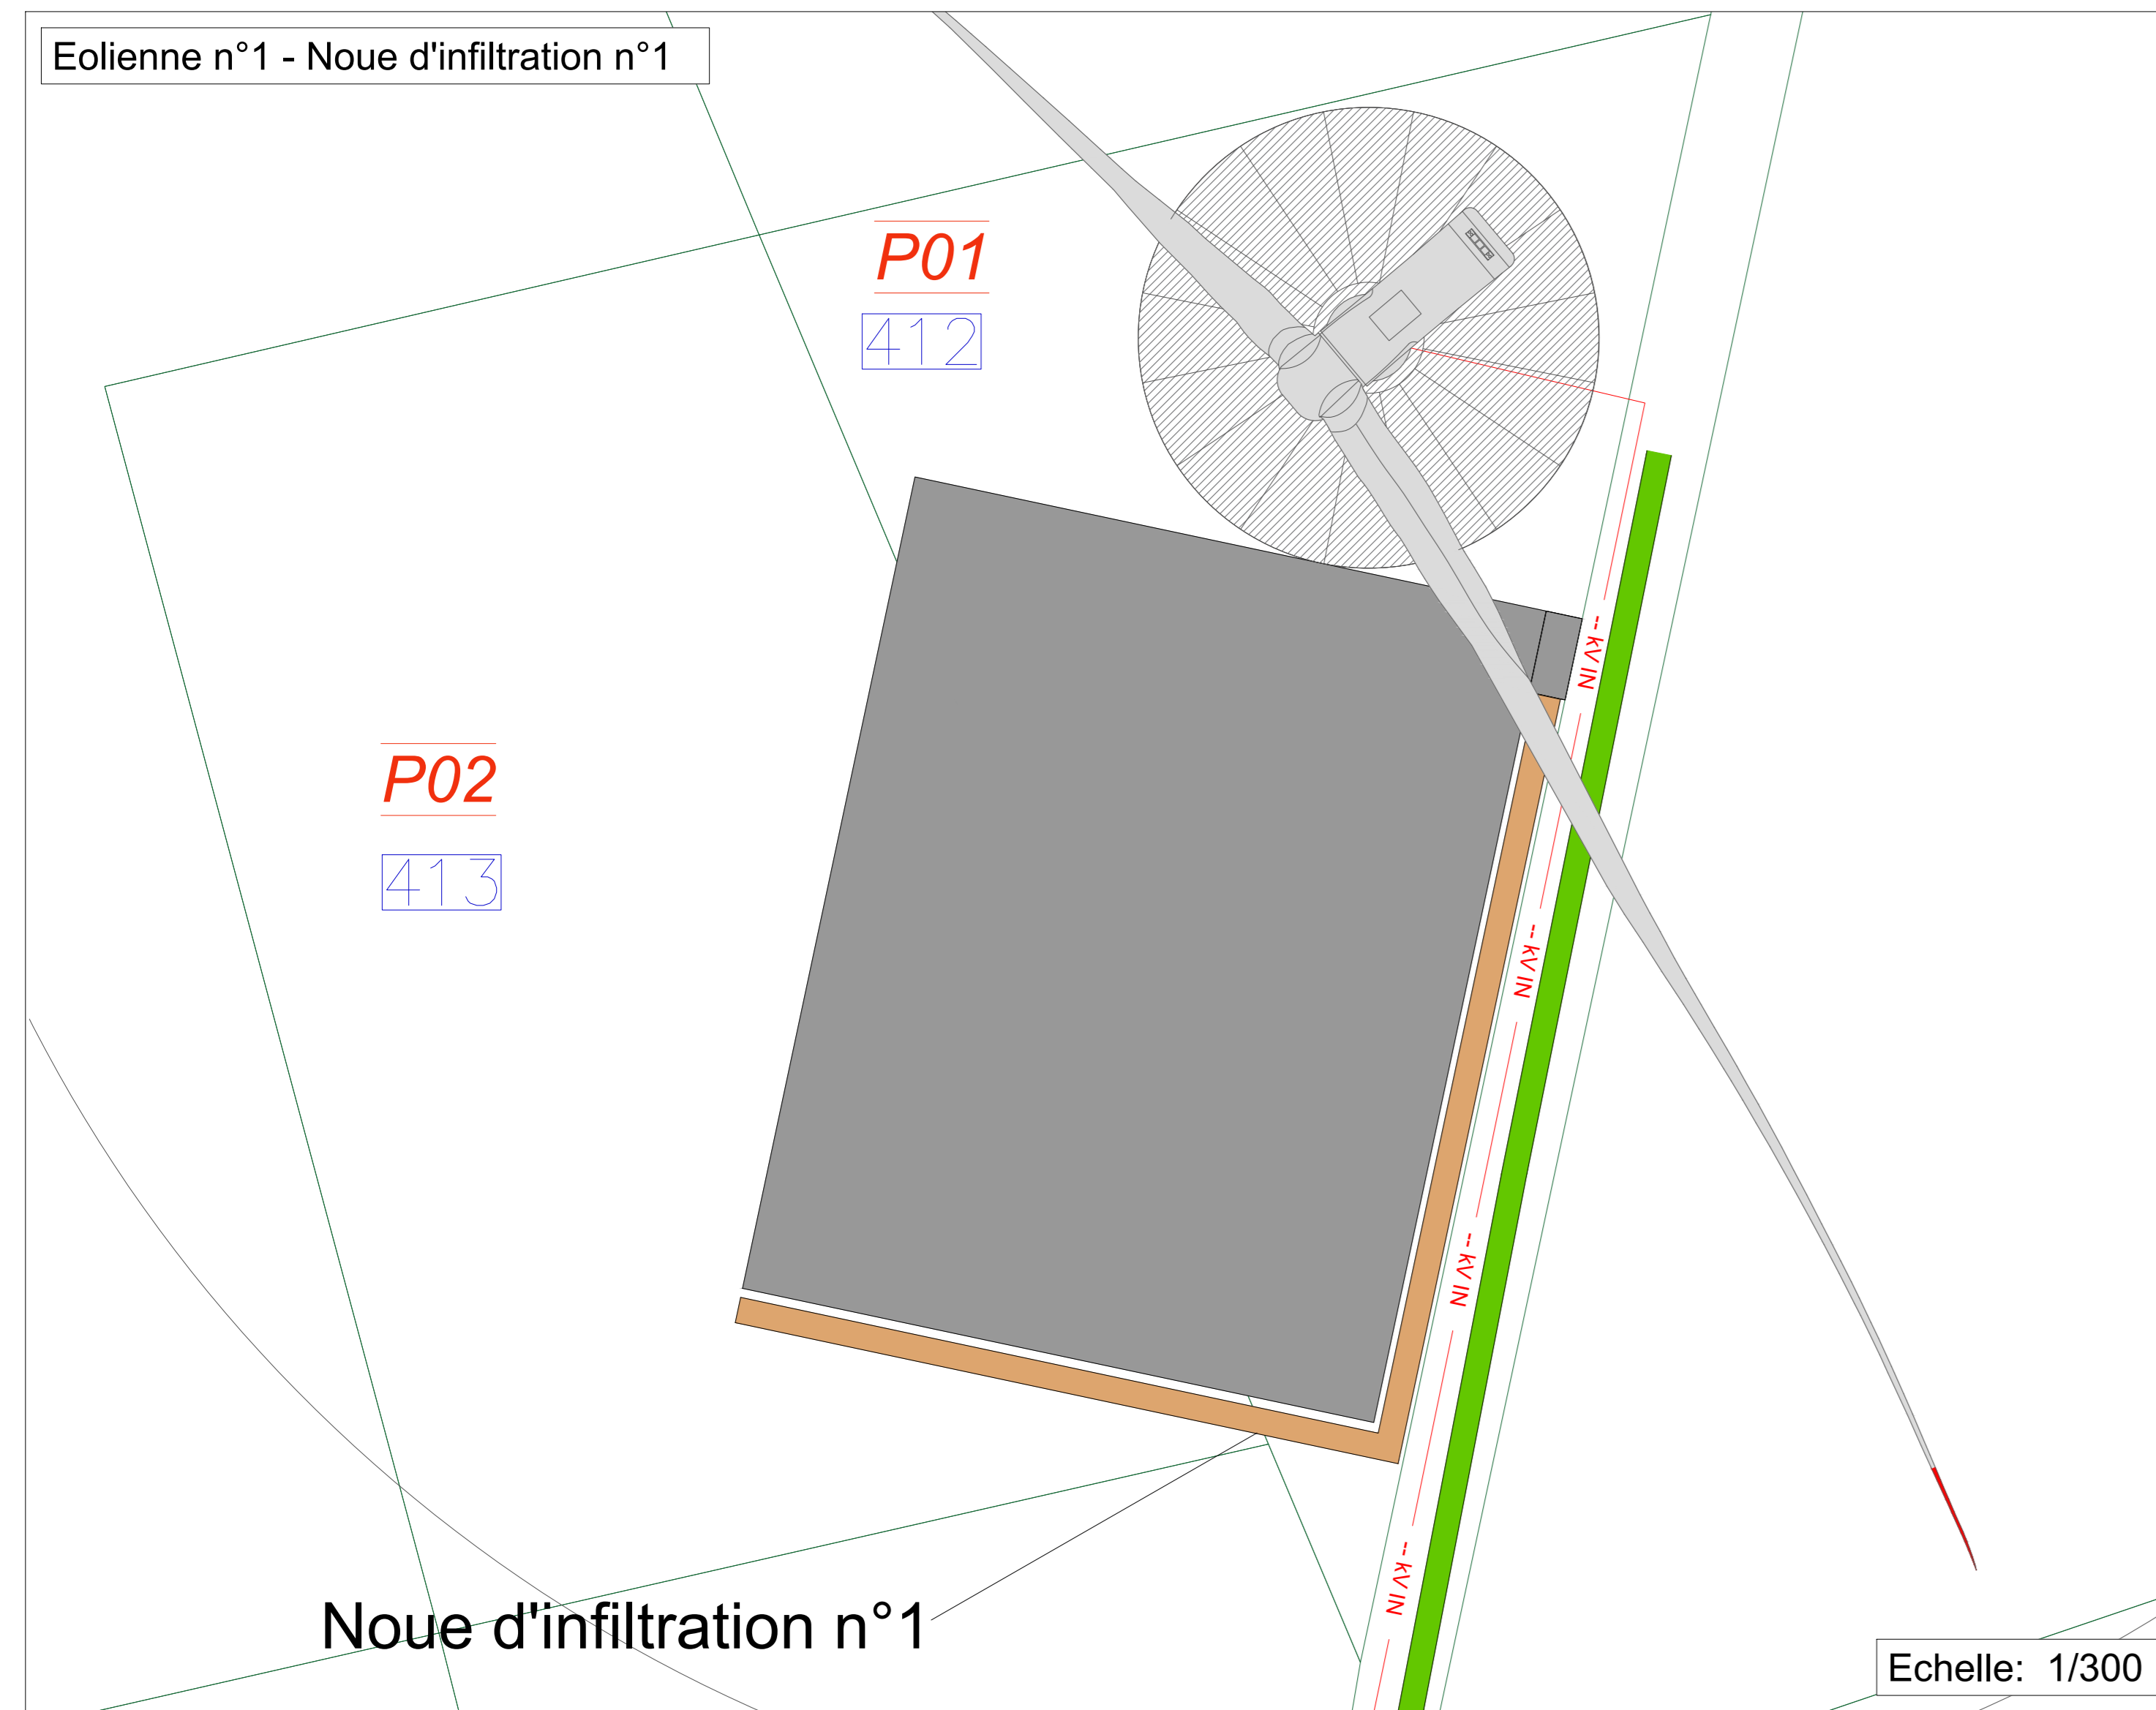 Eolienne n°1 - Noue d'infiltration n°1
P01
412
P02
413
-- kV IN
-- kV IN
-- kV IN
-- kV IN
Noue d'infiltration n°1
Echelle: 1/300